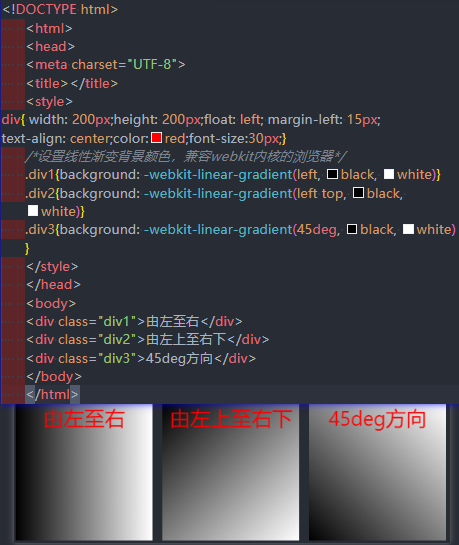 <!DOCTYPE html>
<html>
<head>
<meta charset="UTF-8">
<title></title>
<style>
div{ width: 200px;height: 200px;float: left; margin-left: 15px;
text-align: center;color:red;font-size:30px;}
/*设置线性渐变背景颜色，兼容webkit内核的浏览器*/
.div1{background: -webkit-linear-gradient(left, black, white)}
.div2{background: -webkit-linear-gradient(left top, black,
white)}
.div3{background: -webkit-linear-gradient(45deg, black, white)
}
</style>
</head>
<body>
<div class="div1">由左至右</div>
<div class="div2">由左上至右下</div>
<div class="div3">45deg方向</div>
</body>
</html>
由左至右 由左上至右下 45deg方向